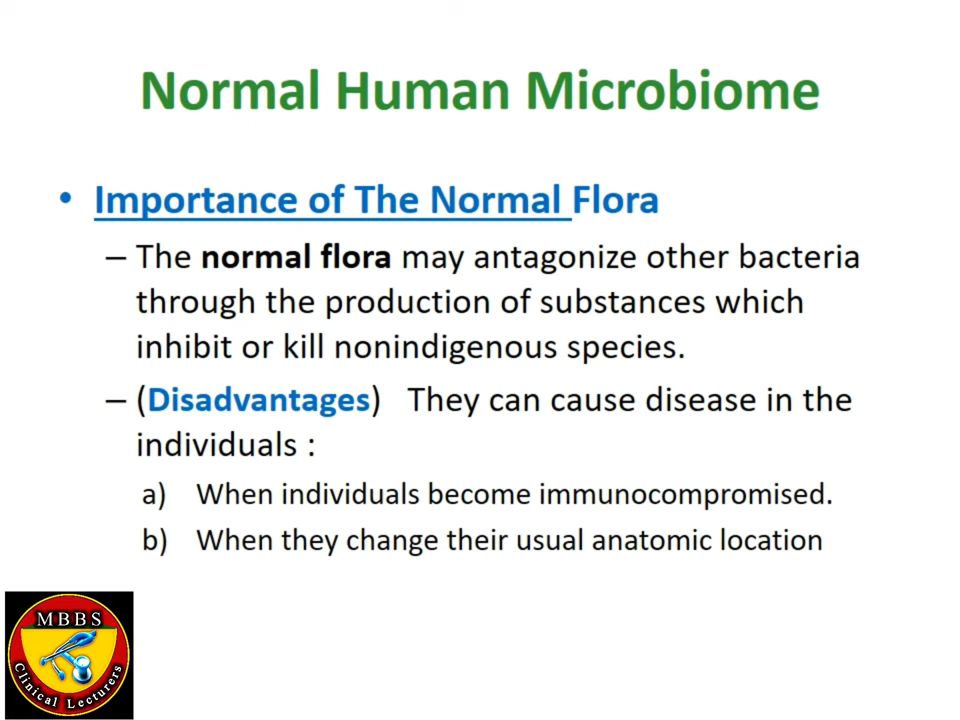 Normal Human Microbiome
• Importance of The Normal Flora
– The normal flora may antagonize other bacteria
through the production of substances which
inhibit or kill nonindigenous species.
– (Disadvantages) They can cause disease in the
individuals :
a) When individuals become immunocompromised.
b) When they change their usual anatomic location
MBBS
Clinical Lecturers